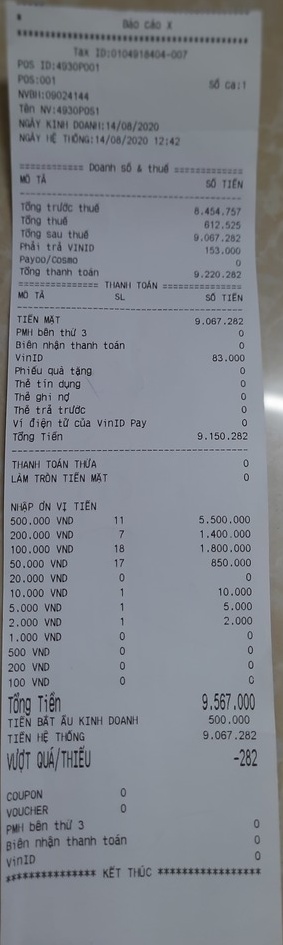 *
Báo cáo X
********************************
Tax ID:0104918404-007
POS ID:4930P001
POS:001 Số ca:1
NVBH:09024144
Tên NV:4930POS1
NGÀY KINH DOANH:14/08/2020
NGÀY HỆ THỐNG:14/08/2020 12:42
============ Doanh số & thuế ============
MÔ TẢ SỐ TIỀN
Tổng trước thuế 8.454.757
Tổng thuế 612.525
Tổng sau thuế 9.067.282
Phải trả VINID 153.000
Payoo/Cosmo 0
Tổng thanh toán 9.220.282
============== THANH TOÁN ==============
MÔ TẢ SL SỐ TIỀN
TIỀN MẶT 9.067.282
PMH bên thứ 3 0
Biên nhận thanh toán 0
VinID 83.000
Phiếu quà tặng 0
Thẻ tín dụng 0
Thẻ ghi nợ 0
Thẻ trả trước 0
Ví điện tử của VinID Pay 0
Tổng Tiền 9.150.282
THANH TOÁN THỪA 0
LÀM TRÒN TIỀN MẶT 0
NHẬP ƠN VỊ TIỀN
500.000 VND 11 5.500.000
200.000 VND 7 1.400.000
100.000 VND 18 1.800.000
50.000 VND 17 850.000
20.000 VND 0 0
10.000 VND 1 10.000
5.000 VND 1 5.000
2.000 VND 1 2.000
1.000 VND 0 0
500 VND 0 0
200 VND 0 0
100 VND 0 0
Tổng Tiền 9.567.000
TIỀN BẮT ẦU KINH DOANH 500.000
TIỀN HỆ THỐNG 9.067.282
VƯỢT QUÁ/THIẾU -282
COUPON 0
VOUCHER 0
PMH bên thứ 3 0
Biên nhận thanh toán 0
VinID 0
*************** KẾT THÚC *****************